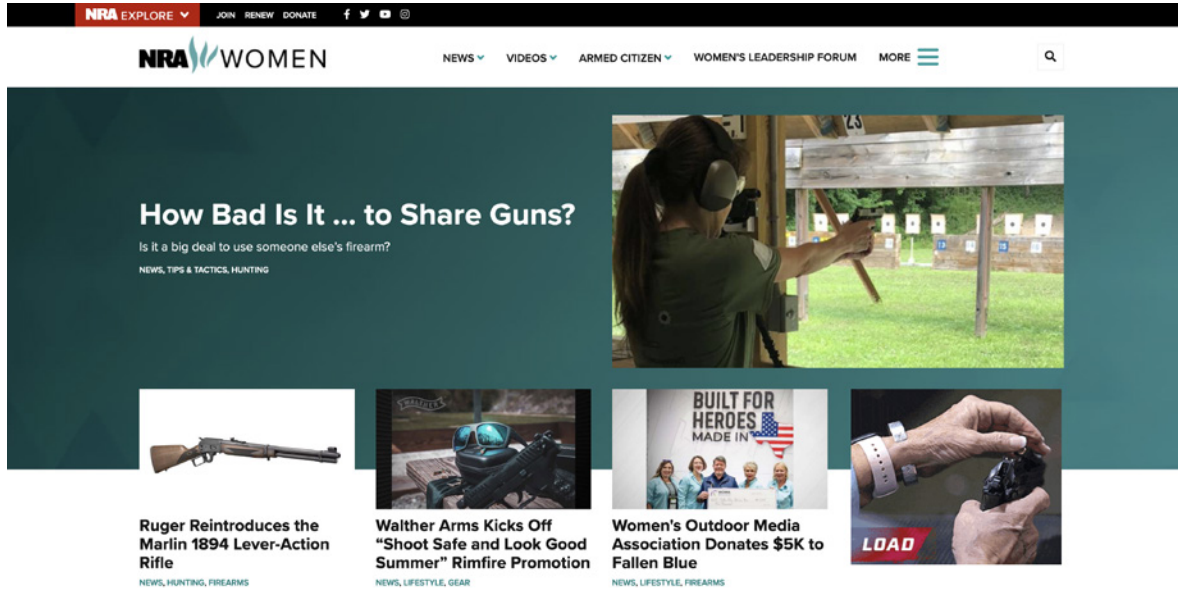 NRA EXPLORE
JOIN RENEW DONATE
NRA WOMEN
NEWS VIDEOS ARMED CITIZEN WOMEN'S LEADERSHIP FORUM MORE
How Bad Is It ... to Share Guns?
Is it a big deal to use someone else's firearm?
NEWS, TIPS & TACTICS, HUNTING
23
WALTHER
BUILT FOR
HEROES
MADE IN
LOAD
Ruger Reintroduces the
Marlin 1894 Lever-Action
Rifle
NEWS, HUNTING, FIREARMS
Walther Arms Kicks Off
“Shoot Safe and Look Good
Summer” Rimfire Promotion
NEWS, LIFESTYLE, GEAR
Women's Outdoor Media
Association Donates $5K to
Fallen Blue
NEWS, LIFESTYLE, FIREARMS